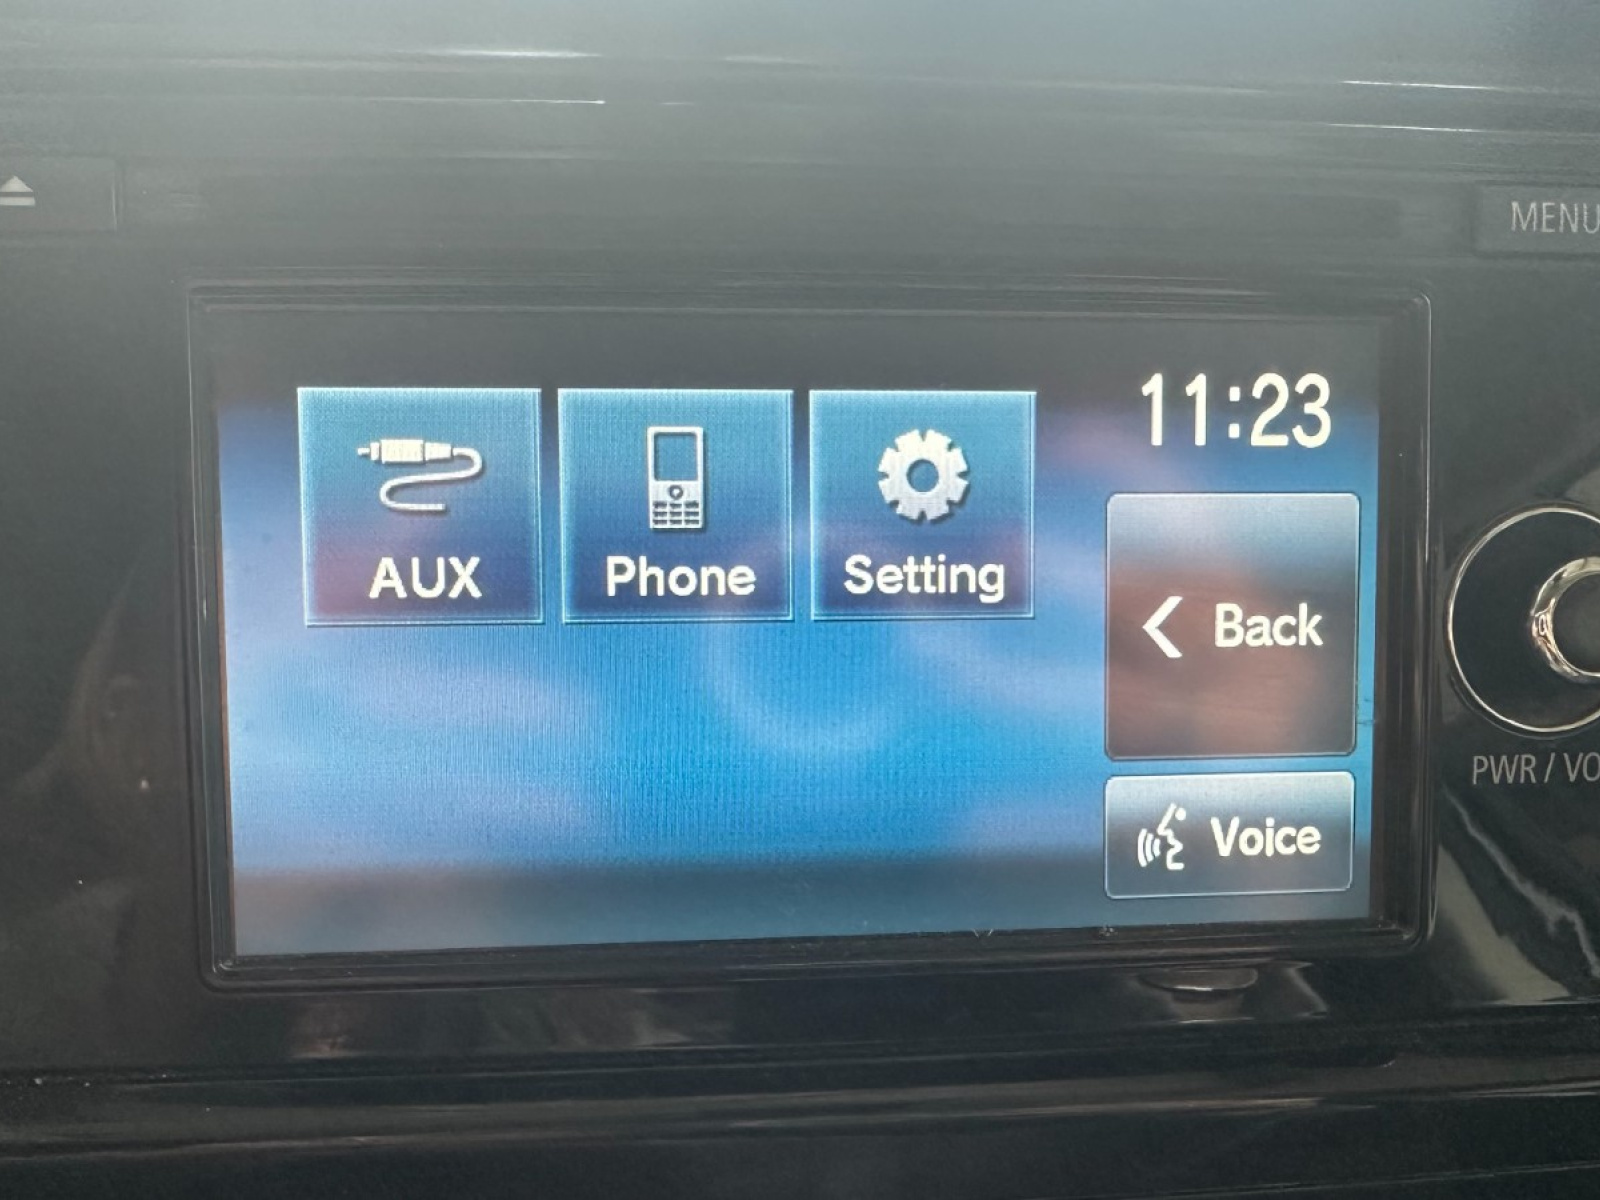 MENU
11:23
AUX
Phone
Setting
Back
Voice
PWR / VO